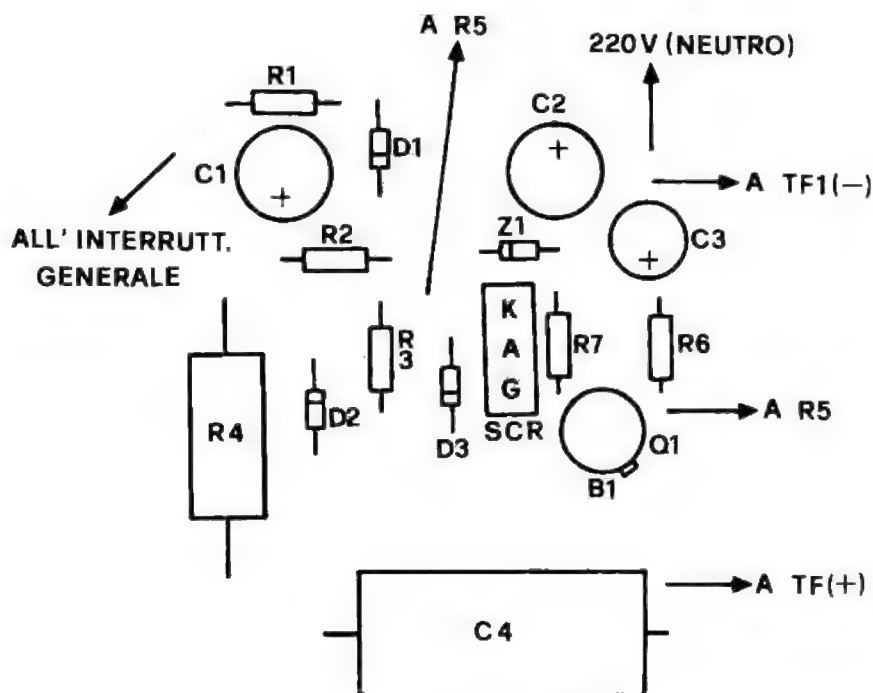 A R5
220V (NEUTRO)
R1
C2
D1
C1
+
+
A TF1(—)
ALL' INTERRUTT.
GENERALE
R2
Z1
C3
+
K
A
G
R
3
R7
R6
R4
D2
D3
SCR
A R5
Q1
B1
A TF(+)
C4